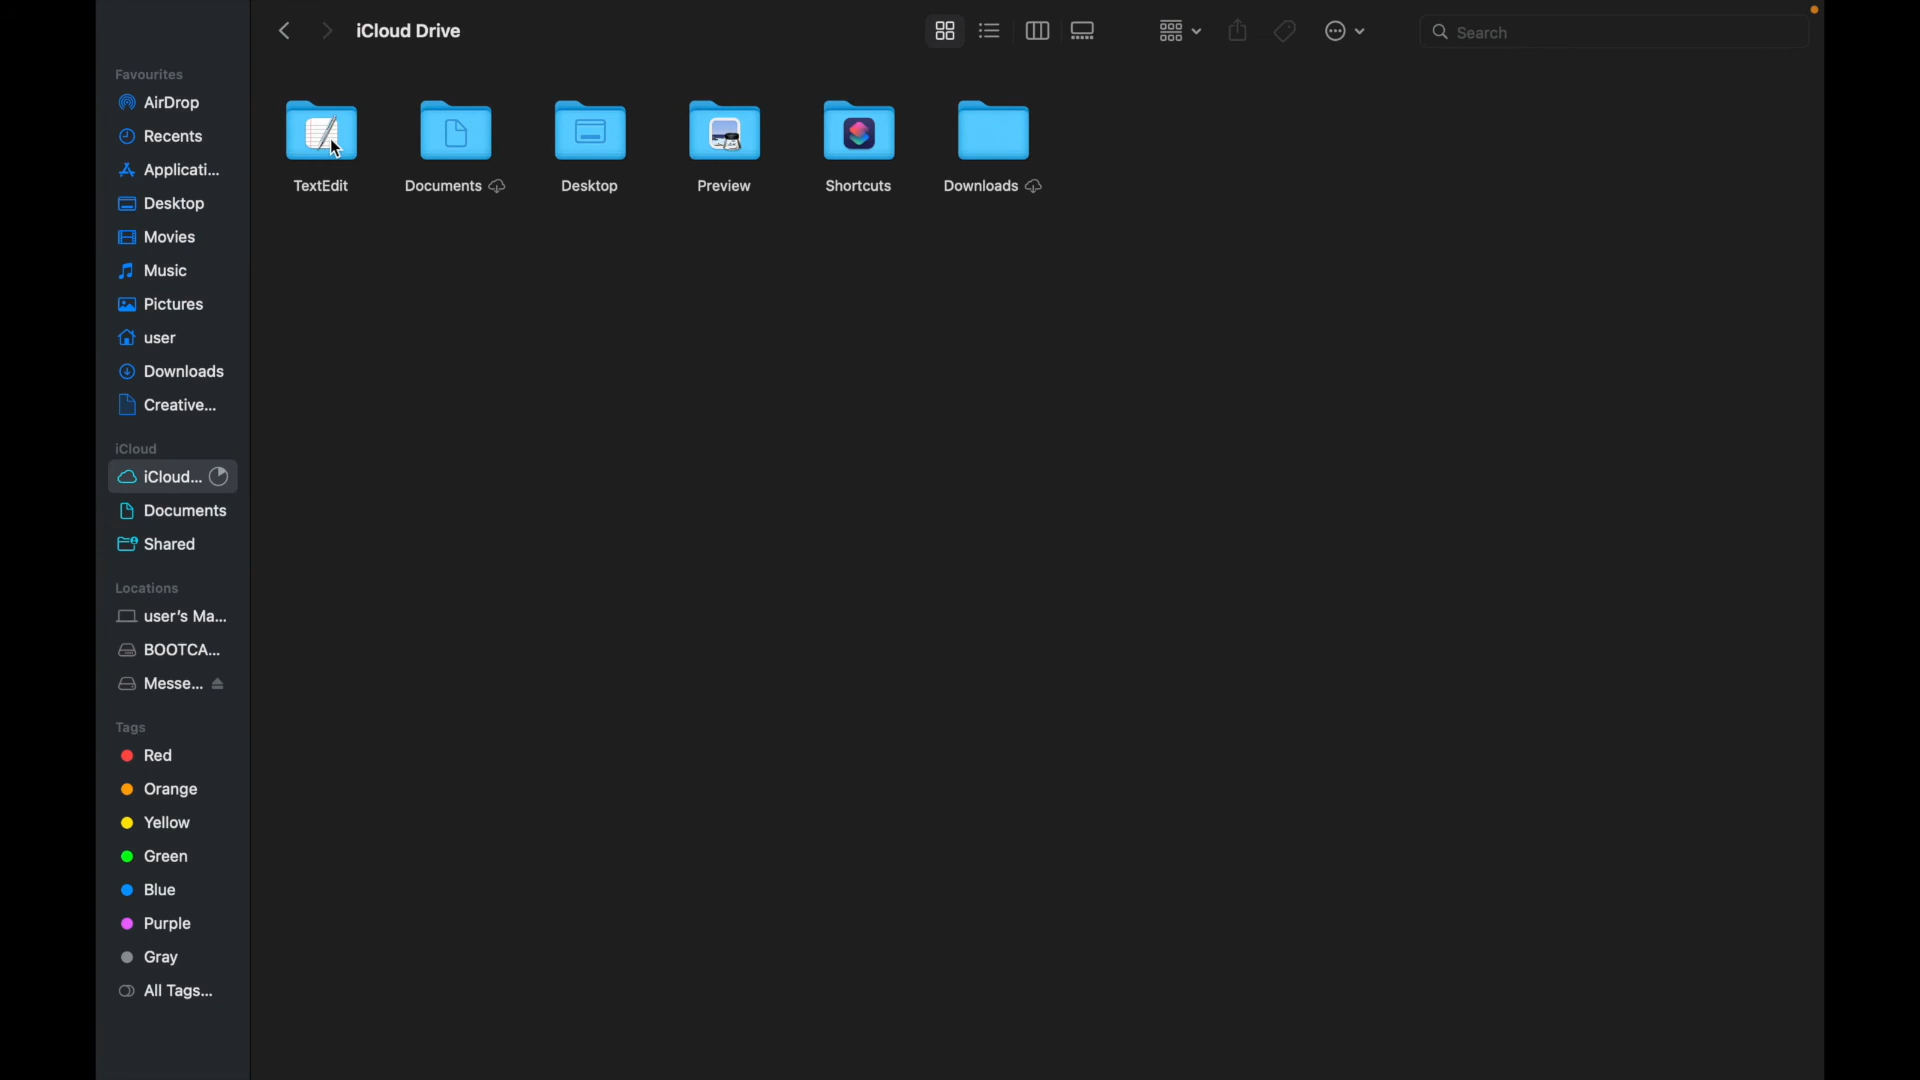 iCloud Drive
Search
Favourites
AirDrop
Recents
Applicati...
Desktop
Movies
Music
Pictures
user
Downloads
Creative...
iCloud
iCloud...
Documents
Shared
Locations
user's Ma...
BOOTCA...
Messe...
Tags
Red
Orange
Yellow
Green
Blue
Purple
Gray
All Tags...
TextEdit
Documents
Desktop
Preview
Shortcuts
Downloads